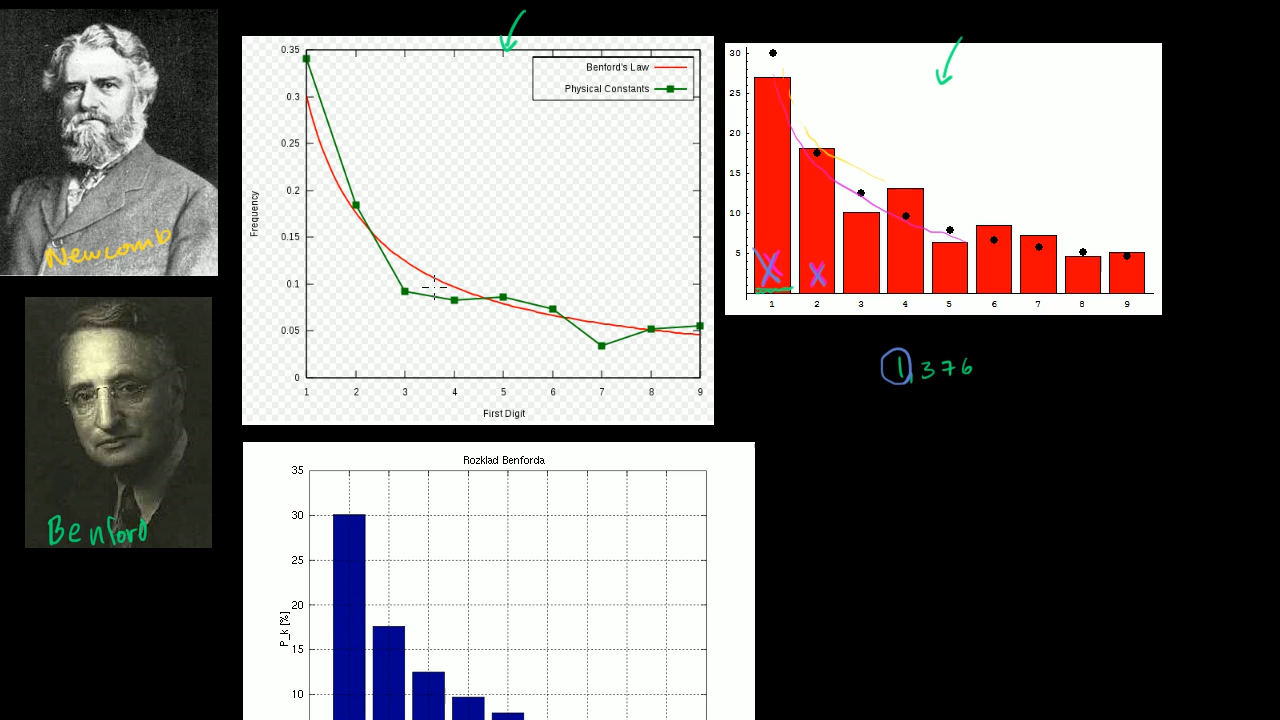 Newcomb
Benford
0.35
0.3
0.25
0.2
0.15
0.1
0.05
0
Frequency
Benford's Law
Physical Constants
1 2 3 4 5 6 7 8 9
First Digit
30
25
20
15
10
5
1 2 3 4 5 6 7 8 9
1,376
Rozklad Benforda
35
30
25
20
15
10
P_k [%]